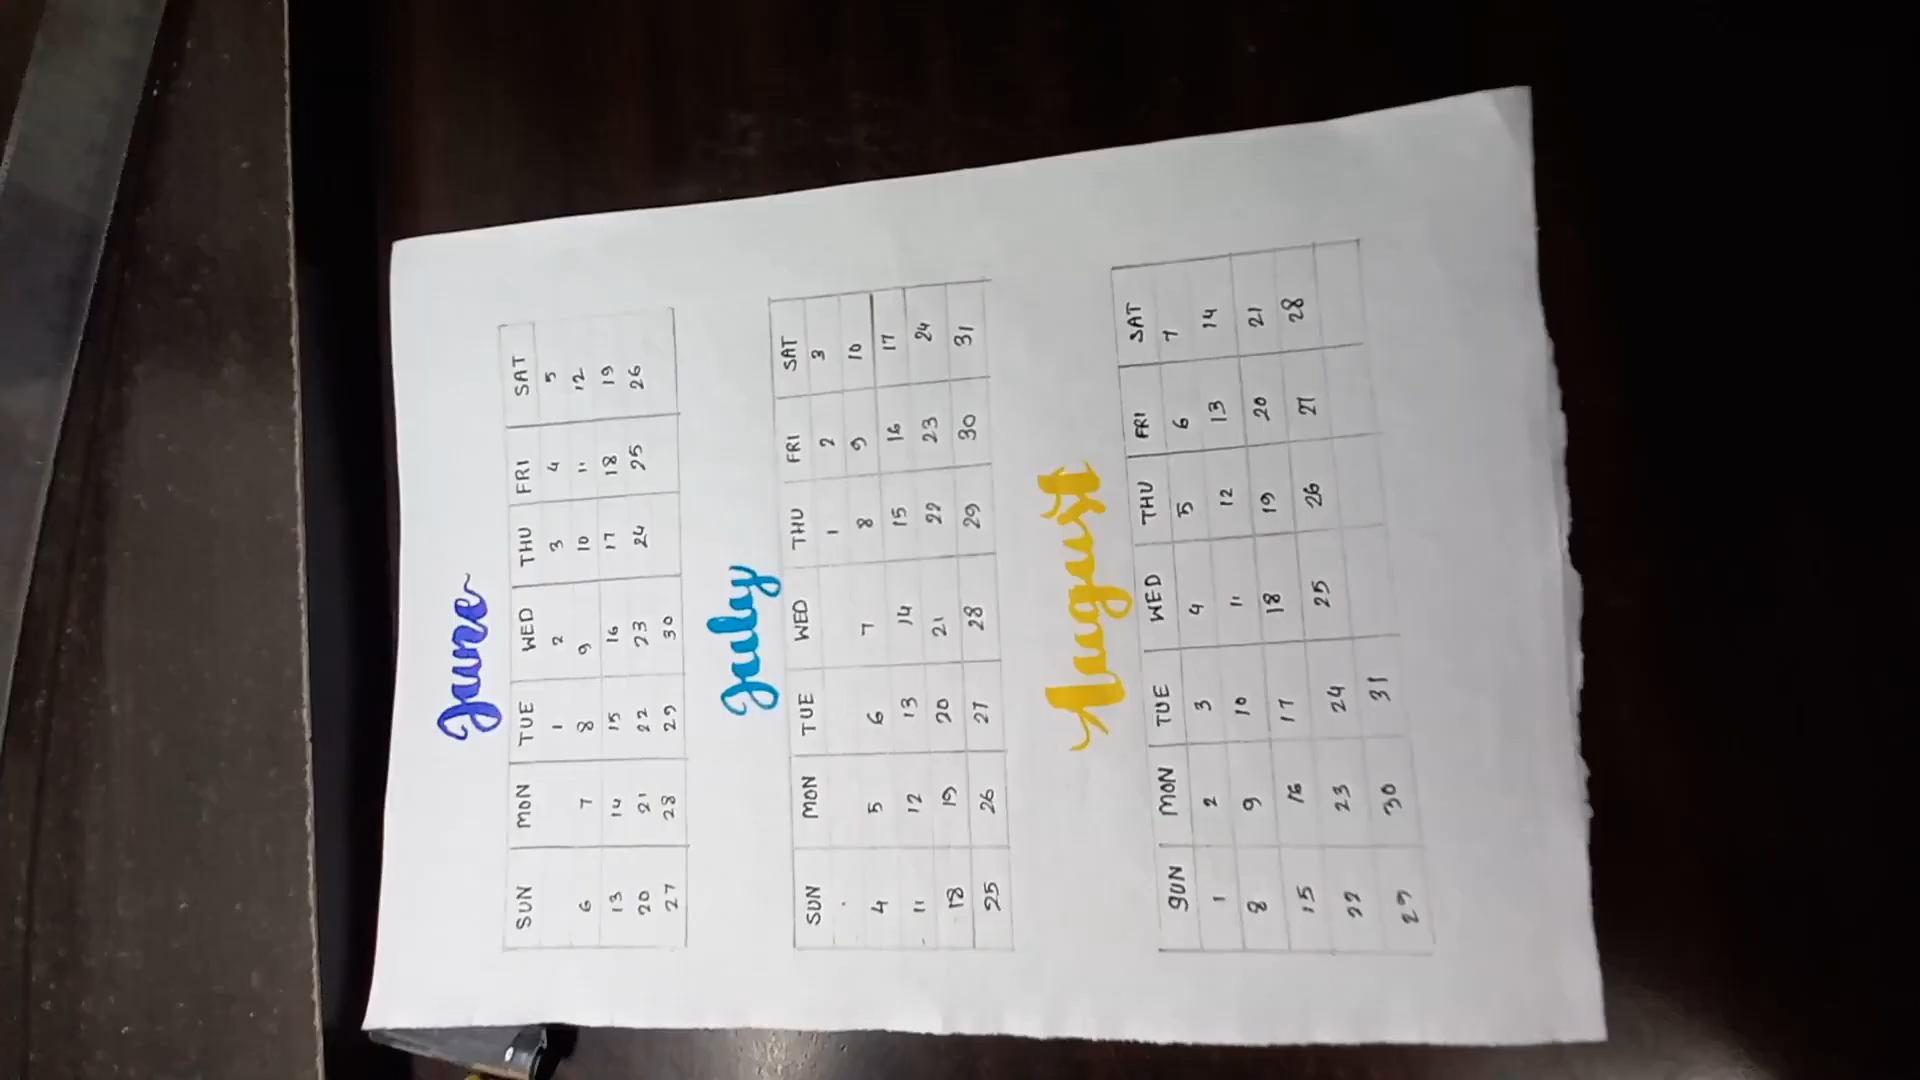 June
SUN MON TUE WED THU FRI SAT
1 2 3 4 5
6 7 8 9 10 11 12
13 14 15 16 17 18 19
20 21 22 23 24 25 26
27 28 29 30
July
SUN MON TUE WED THU FRI SAT
1 2 3
4 5 6 7 8 9 10
11 12 13 14 15 16 17
18 19 20 21 22 23 24
25 26 27 28 29 30 31
August
SUN MON TUE WED THU FRI SAT
1 2 3 4 5 6 7
8 9 10 11 12 13 14
15 16 17 18 19 20 21
22 23 24 25 26 27 28
29 30 31